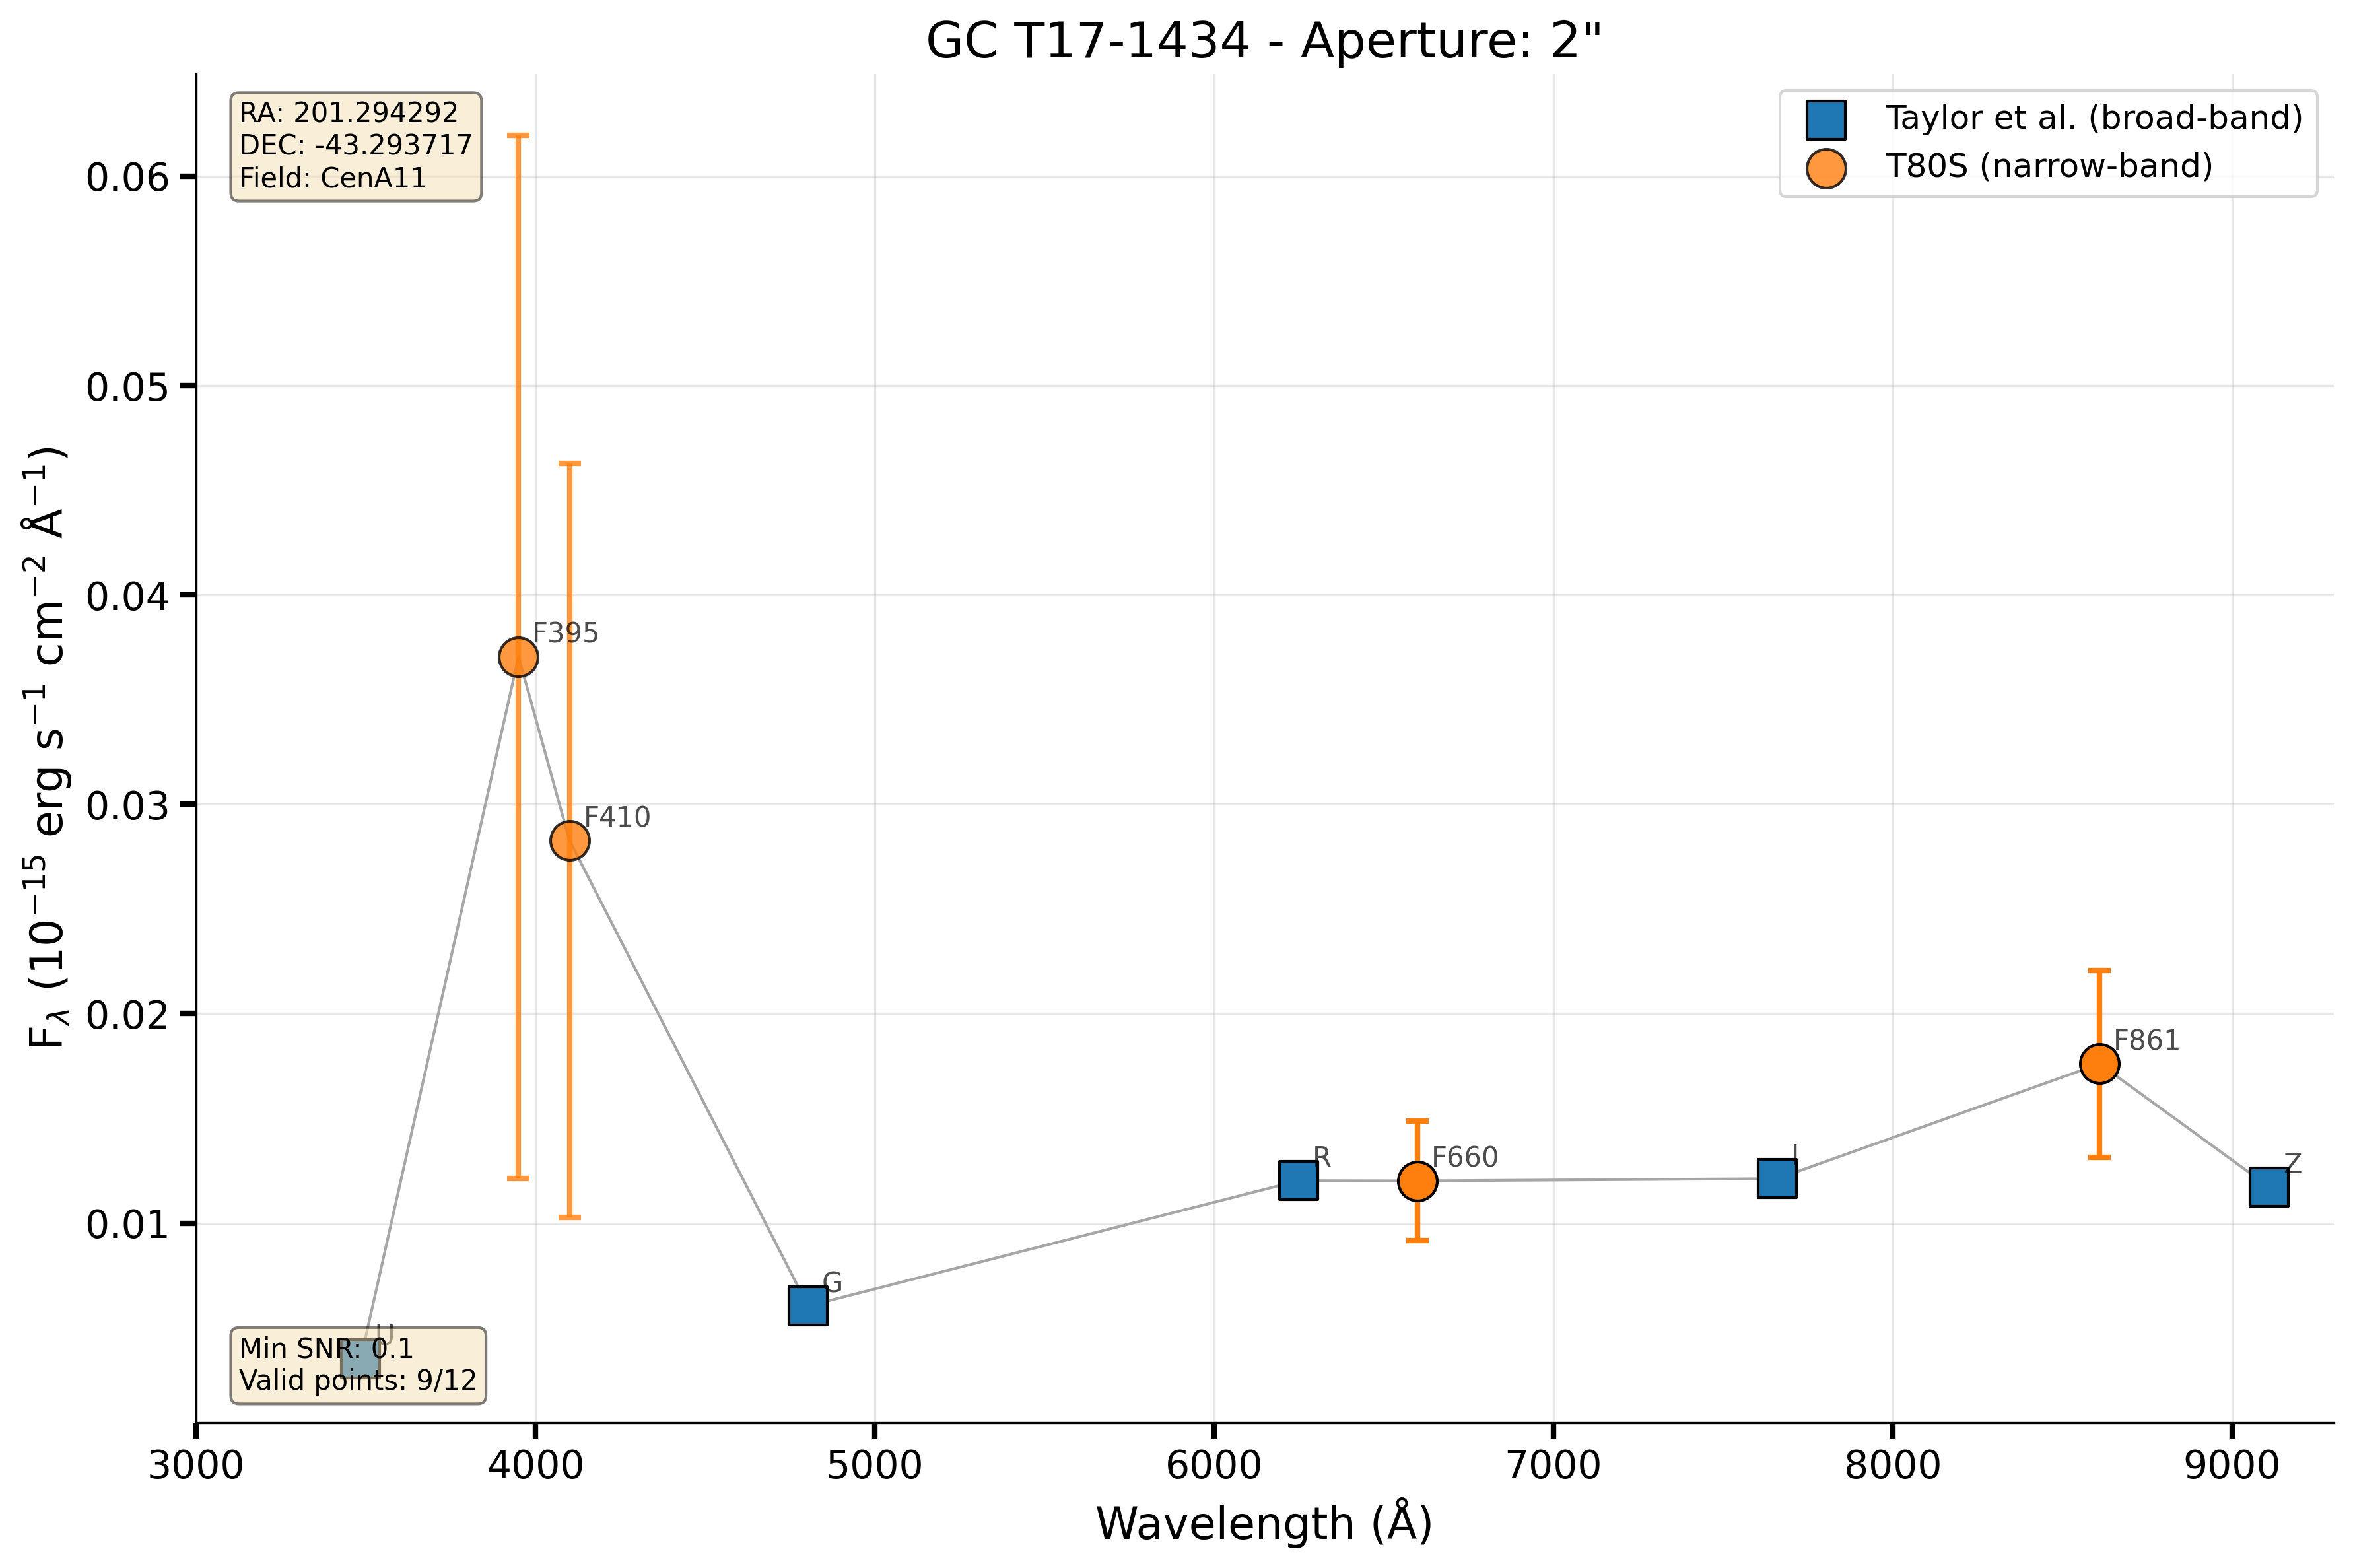 GC T17-1434 - Aperture: 2"
RA: 201.294292
DEC: -43.293717
Field: CenA11
Taylor et al. (broad-band)
T80S (narrow-band)
0.06
0.05
0.04
0.03
0.02
0.01
F395
F410
F861
R
F660
I
Z
G
U
Min SNR: 0.1
Valid points: 9/12
3000
4000
5000
6000
7000
8000
9000
Wavelength (Å)
Fλ (10⁻¹⁵ erg s⁻¹ cm⁻² Å⁻¹)